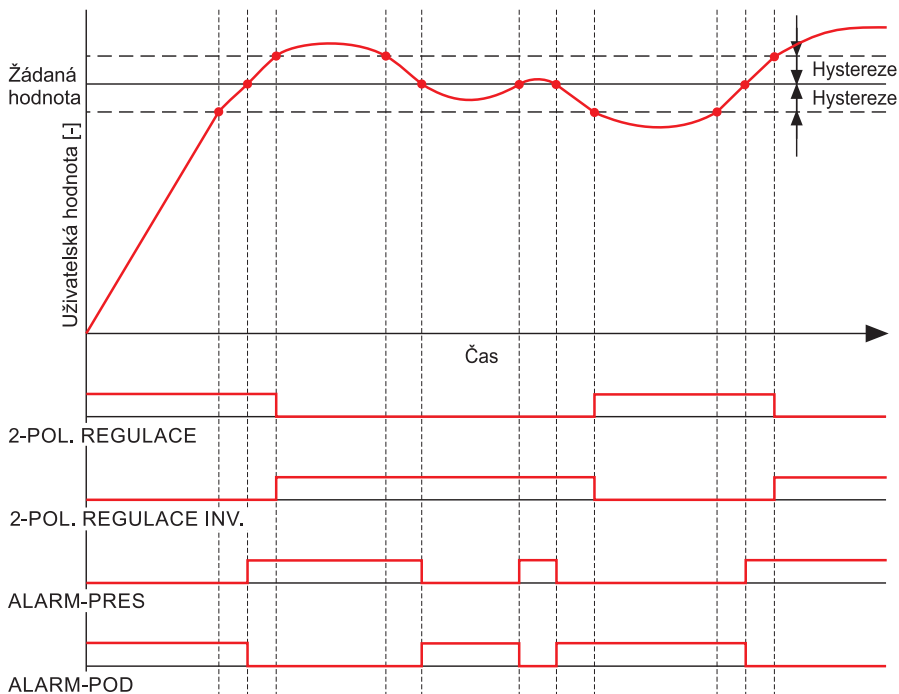 Žádaná
hodnota
Uživatelská hodnota [-]
Hystereze
Hystereze
Čas
2-POL. REGULACE
2-POL. REGULACE INV.
ALARM-PRES
ALARM-POD